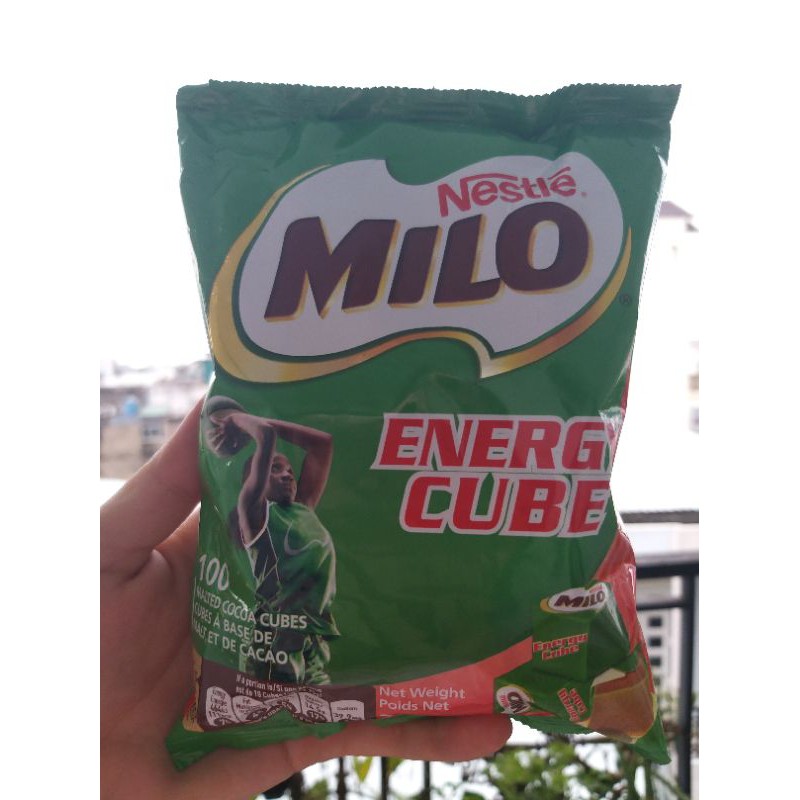 Nestlé
MILO
ENERGY
CUBE
100
MALTED COCOA CUBES
CUBES À BASE DE
MALT ET DE CACAO
MILO
Energy
Cube
Net Weight
Poids Net